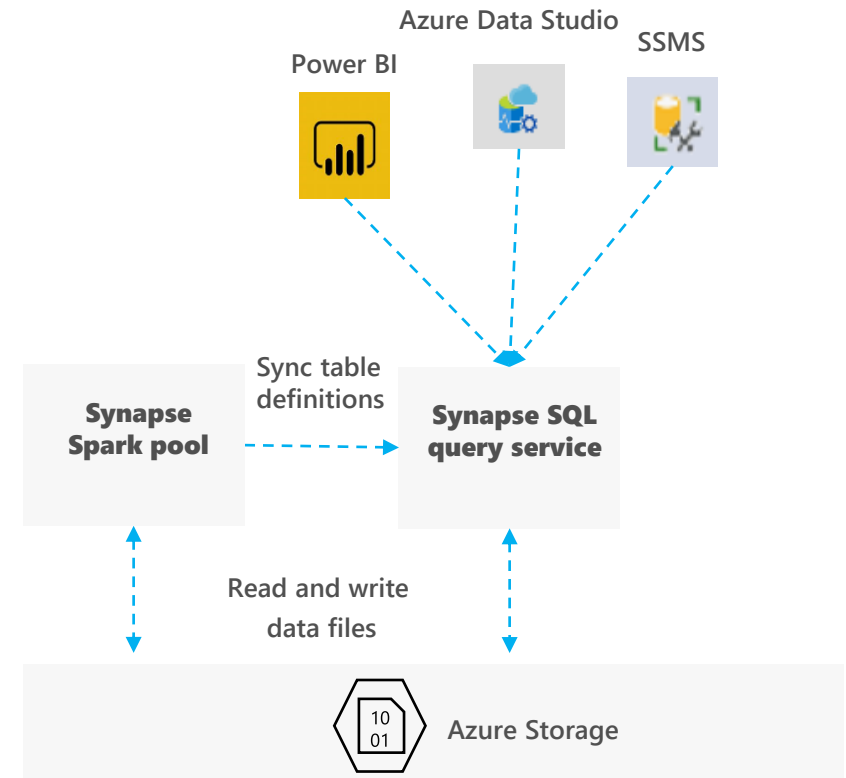 Azure Data Studio
SSMS
Power BI
Sync table
definitions
Synapse
Spark pool
Synapse SQL
query service
Read and write
data files
10
01
Azure Storage